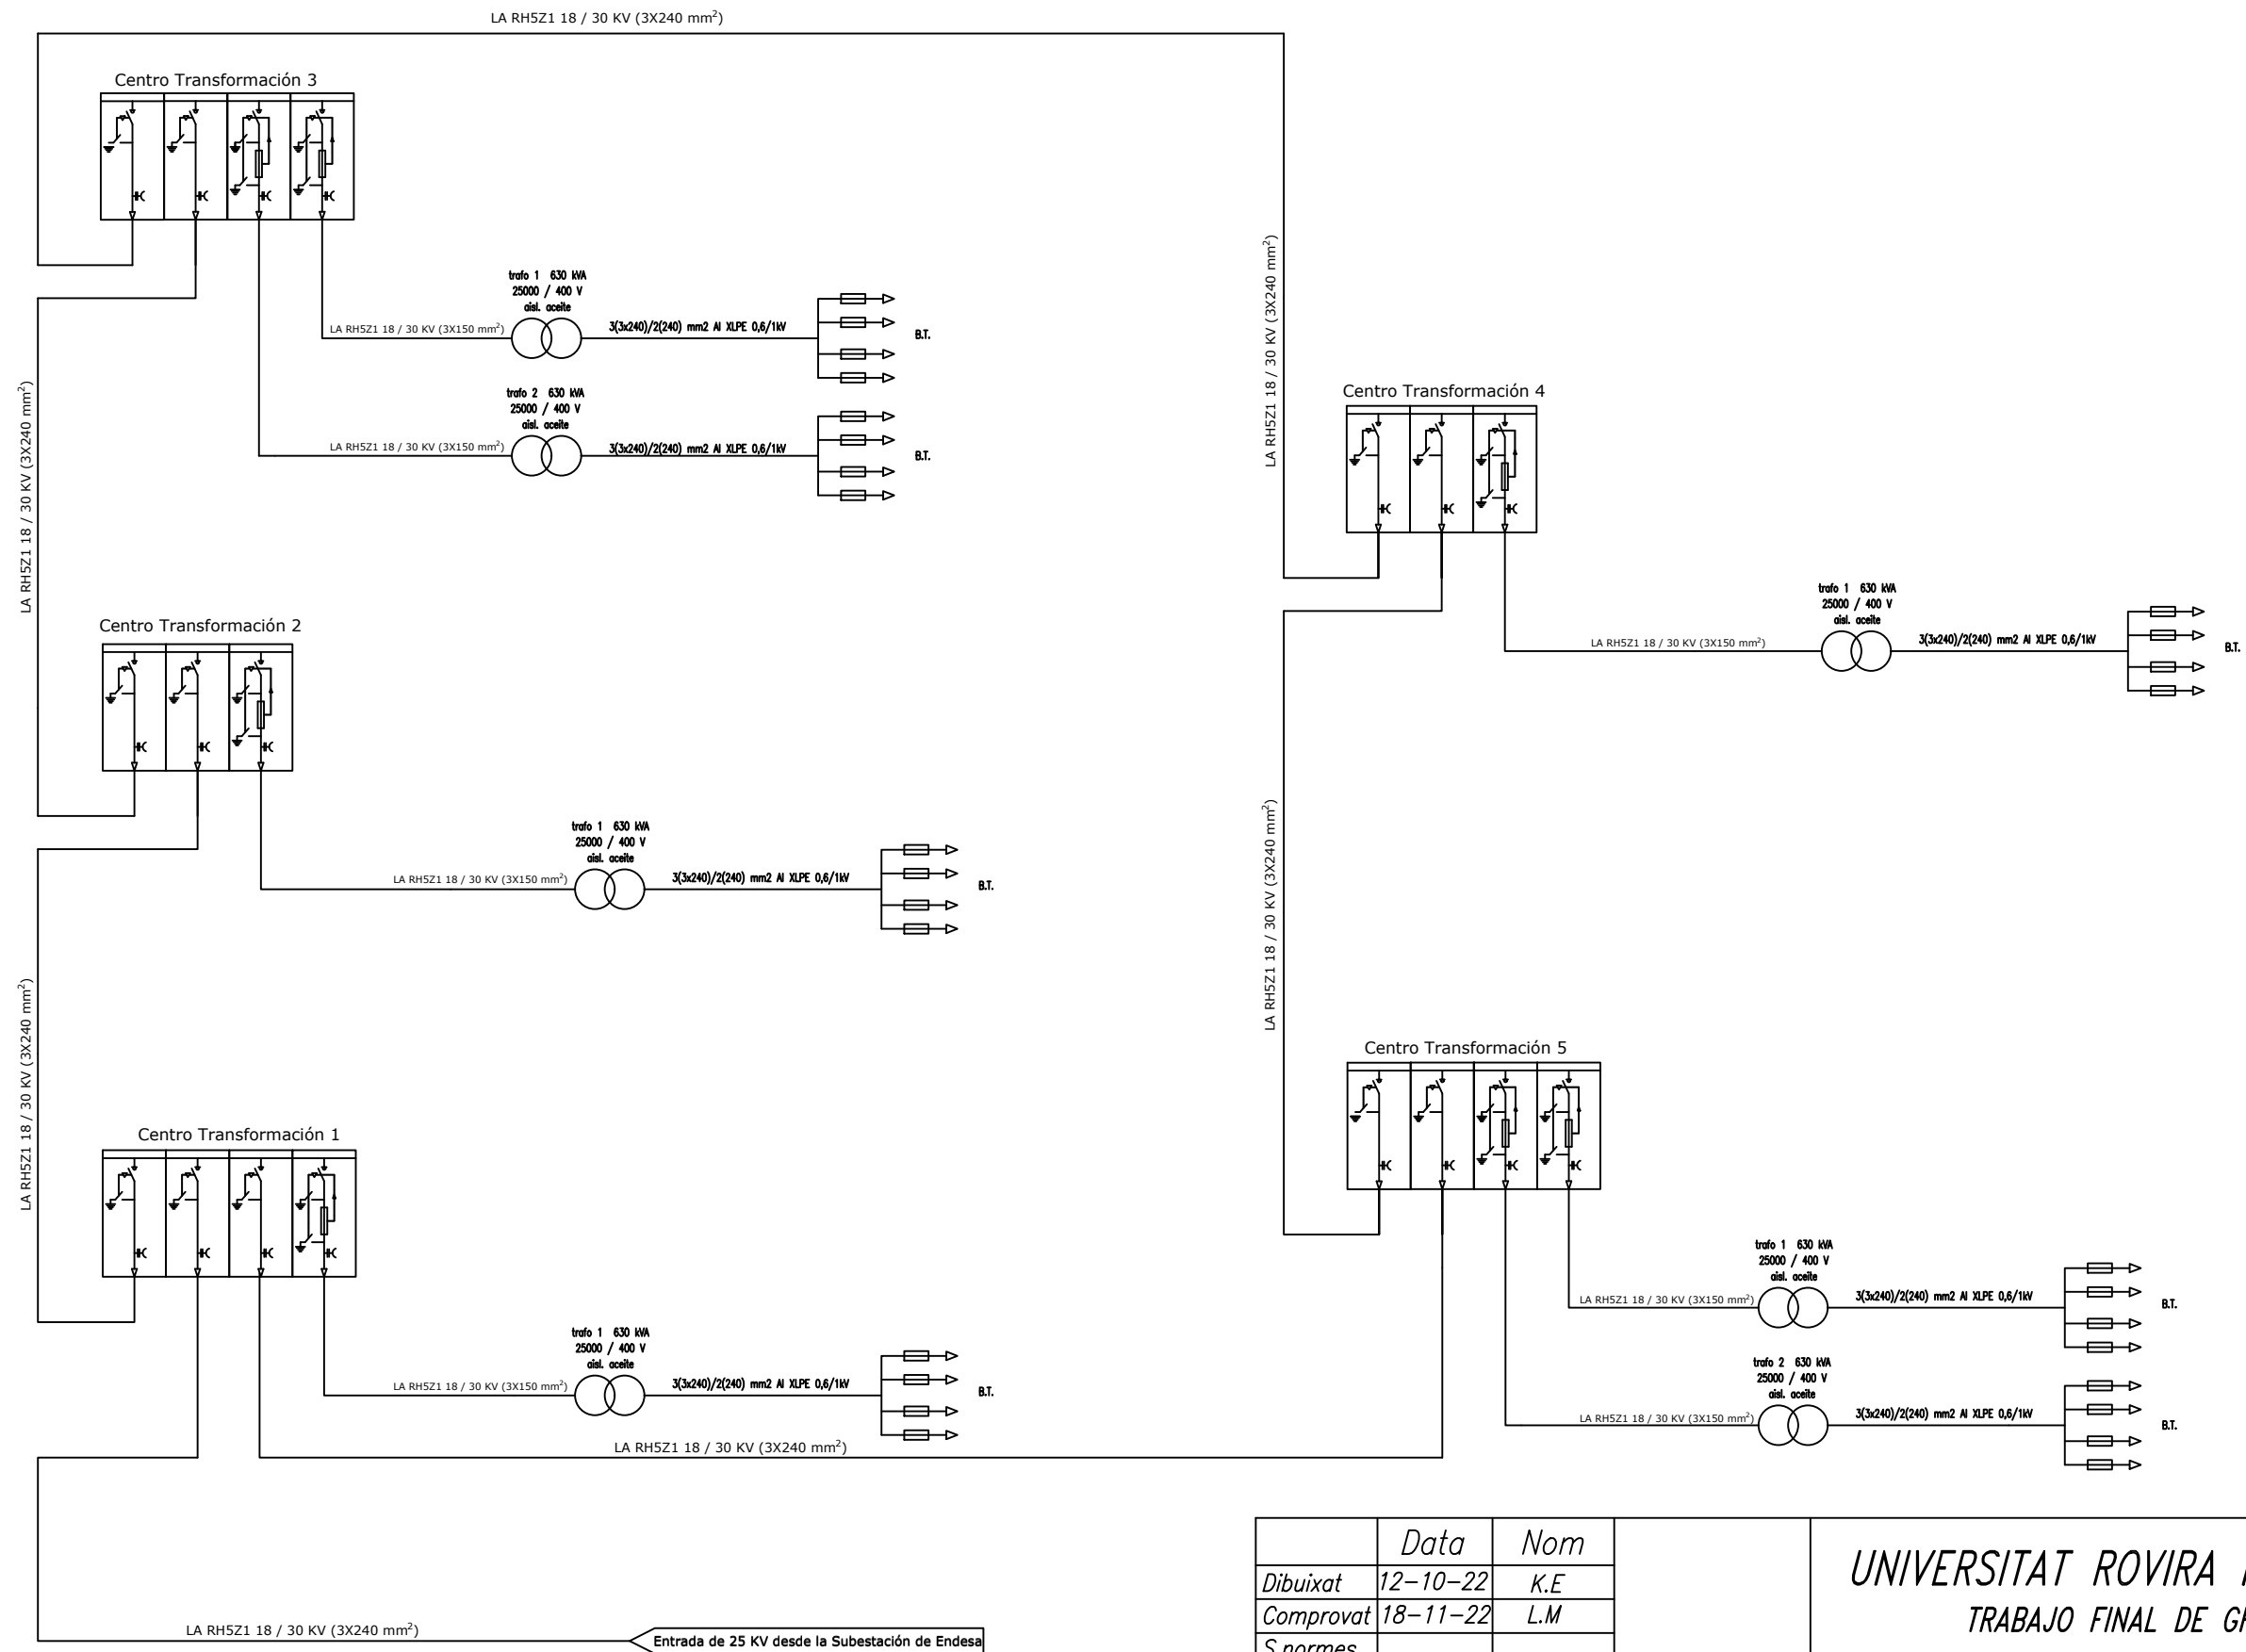 LA RH5Z1 18 / 30 KV (3X240 mm²)
Centro Transformación 3
trafo 1 630 kVA
25000 / 400 V
aisl. aceite
LA RH5Z1 18 / 30 KV (3X150 mm²)
3(3x240)/2(240) mm2 Al XLPE 0,6/1kV
B.T.
trafo 2 630 kVA
25000 / 400 V
aisl. aceite
LA RH5Z1 18 / 30 KV (3X150 mm²)
3(3x240)/2(240) mm2 Al XLPE 0,6/1kV
B.T.
LA RH5Z1 18 / 30 KV (3X240 mm²)
LA RH5Z1 18 / 30 KV (3X240 mm²)
Centro Transformación 4
trafo 1 630 kVA
25000 / 400 V
aisl. aceite
LA RH5Z1 18 / 30 KV (3X150 mm²)
3(3x240)/2(240) mm2 Al XLPE 0,6/1kV
B.T.
Centro Transformación 2
trafo 1 630 kVA
25000 / 400 V
aisl. aceite
LA RH5Z1 18 / 30 KV (3X150 mm²)
3(3x240)/2(240) mm2 Al XLPE 0,6/1kV
B.T.
LA RH5Z1 18 / 30 KV (3X240 mm²)
LA RH5Z1 18 / 30 KV (3X240 mm²)
Centro Transformación 5
trafo 1 630 kVA
25000 / 400 V
aisl. aceite
LA RH5Z1 18 / 30 KV (3X150 mm²)
3(3x240)/2(240) mm2 Al XLPE 0,6/1kV
B.T.
trafo 2 630 kVA
25000 / 400 V
aisl. aceite
LA RH5Z1 18 / 30 KV (3X150 mm²)
3(3x240)/2(240) mm2 Al XLPE 0,6/1kV
B.T.
Centro Transformación 1
trafo 1 630 kVA
25000 / 400 V
aisl. aceite
LA RH5Z1 18 / 30 KV (3X150 mm²)
3(3x240)/2(240) mm2 Al XLPE 0,6/1kV
B.T.
LA RH5Z1 18 / 30 KV (3X240 mm²)
LA RH5Z1 18 / 30 KV (3X240 mm²)
Entrada de 25 KV desde la Subestación de Endesa
Data Nom
Dibuixat 12-10-22 K.E
Comprovat 18-11-22 L.M
S.normes
UNIVERSITAT ROVIRA
TRABAJO FINAL DE